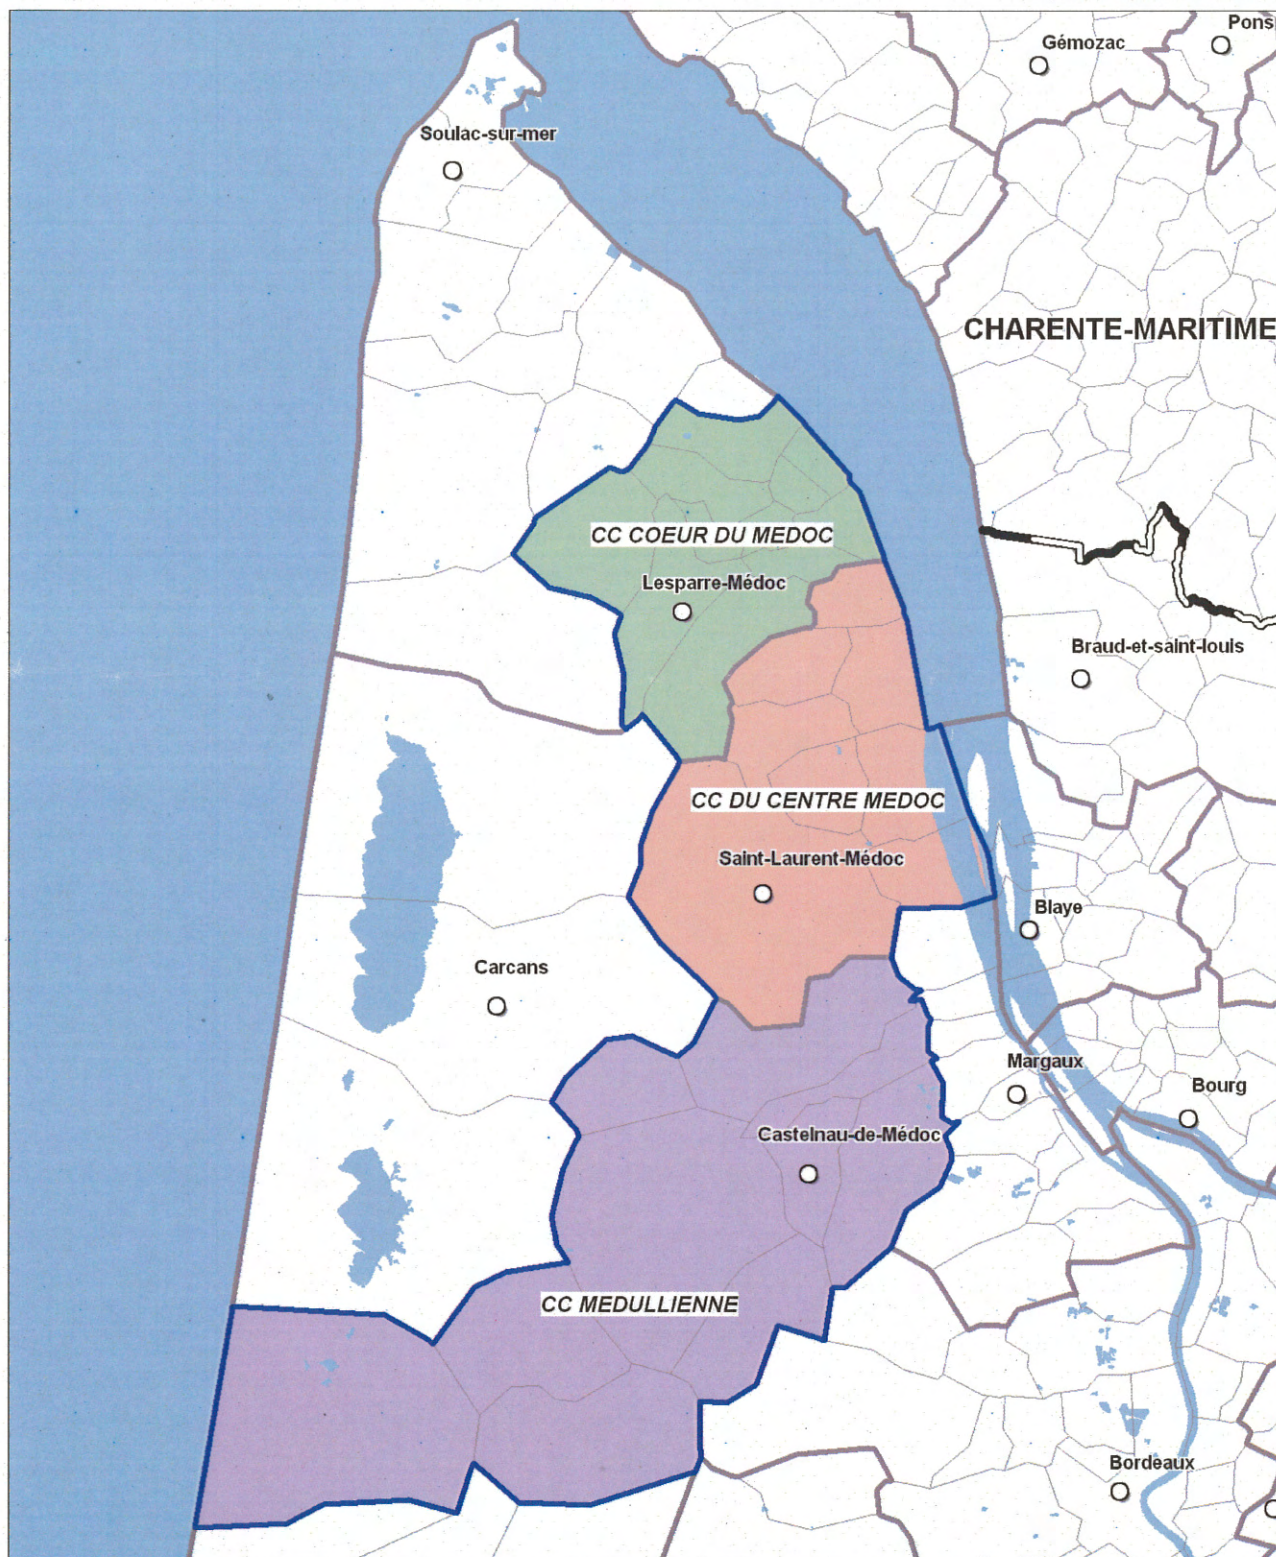 Pons
Gémozac
Soulac-sur-mer
CHARENTE-MARITIME
CC COEUR DU MEDOC
Lesparre-Médoc
Braud-et-saint-louis
CC DU CENTRE MEDOC
Saint-Laurent-Médoc
Blaye
Carcans
Margaux
Bourg
Castelnau-de-Médoc
CC MEDULLIENNE
Bordeaux